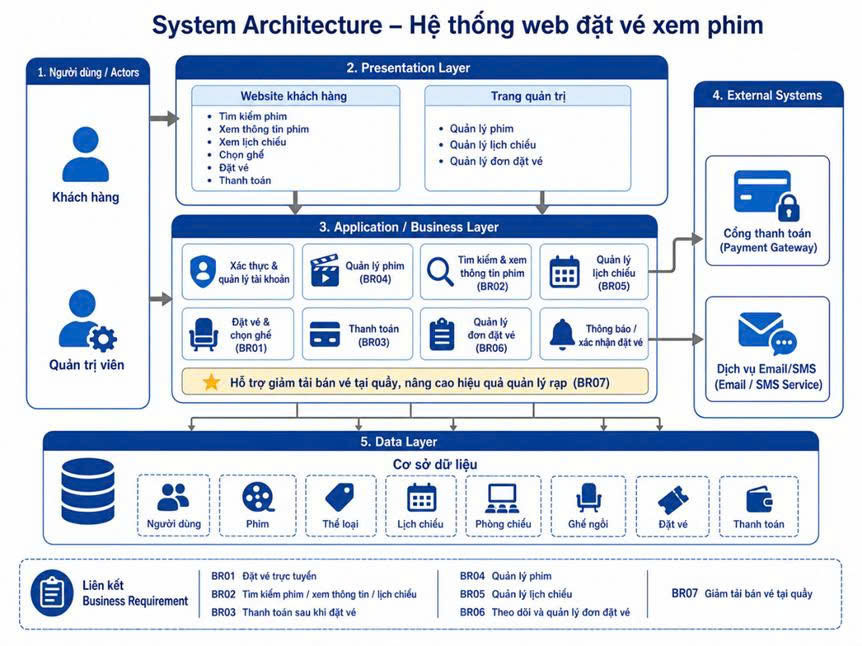 System Architecture – Hệ thống web đặt vé xem phim
1. Người dùng / Actors
Khách hàng
Quản trị viên
2. Presentation Layer
Website khách hàng
• Tìm kiếm phim
• Xem thông tin phim
• Xem lịch chiếu
• Chọn ghế
• Đặt vé
• Thanh toán
Trang quản trị
• Quản lý phim
• Quản lý lịch chiếu
• Quản lý đơn đặt vé
3. Application / Business Layer
Xác thực &
quản lý tài khoản
Quản lý phim
(BR04)
Tìm kiếm & xem
thông tin phim
(BR02)
Quản lý
lịch chiếu
(BR05)
Đặt vé &
chọn ghế
(BR01)
Thanh toán
(BR03)
Quản lý
đơn đặt vé
(BR06)
Thông báo /
xác nhận đặt vé
Hỗ trợ giảm tải bán vé tại quầy, nâng cao hiệu quả quản lý rạp (BR07)
4. External Systems
Cổng thanh toán
(Payment Gateway)
Dịch vụ Email/SMS
(Email / SMS Service)
5. Data Layer
Cơ sở dữ liệu
Người dùng
Phim
Thể loại
Lịch chiếu
Phòng chiếu
Ghế ngồi
Đặt vé
Thanh toán
Liên kết
Business Requirement
BR01 Đặt vé trực tuyến
BR02 Tìm kiếm phim / xem thông tin / lịch chiếu
BR03 Thanh toán sau khi đặt vé
BR04 Quản lý phim
BR05 Quản lý lịch chiếu
BR06 Theo dõi và quản lý đơn đặt vé
BR07 Giảm tải bán vé tại quầy